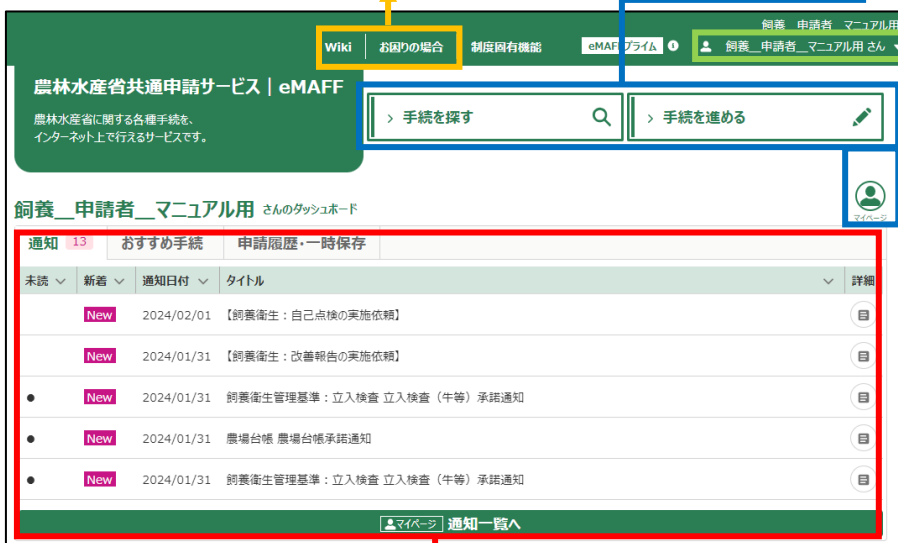 飼養 申請者 マニュアル用
Wiki お困りの場合 制度固有機能 eMAFFプライム 飼養__申請者__マニュアル用 さん
農林水産省共通申請サービス | eMAFF
農林水産省に関する各種手続を、
インターネット上で行えるサービスです。
> 手続を探す
> 手続を進める
マイページ
飼養__申請者__マニュアル用 さんのダッシュボード
通知 13 おすすめ手続 申請履歴・一時保存
未読 新着 通知日付 タイトル 詳細
New 2024/02/01 【飼養衛生：自己点検の実施依頼】
New 2024/01/31 【飼養衛生：改善報告の実施依頼】
● New 2024/01/31 飼養衛生管理基準：立入検査 立入検査（牛等）承諾通知
● New 2024/01/31 農場台帳 農場台帳承諾通知
● New 2024/01/31 飼養衛生管理基準：立入検査 立入検査（牛等）承諾通知
マイページ 通知一覧へ